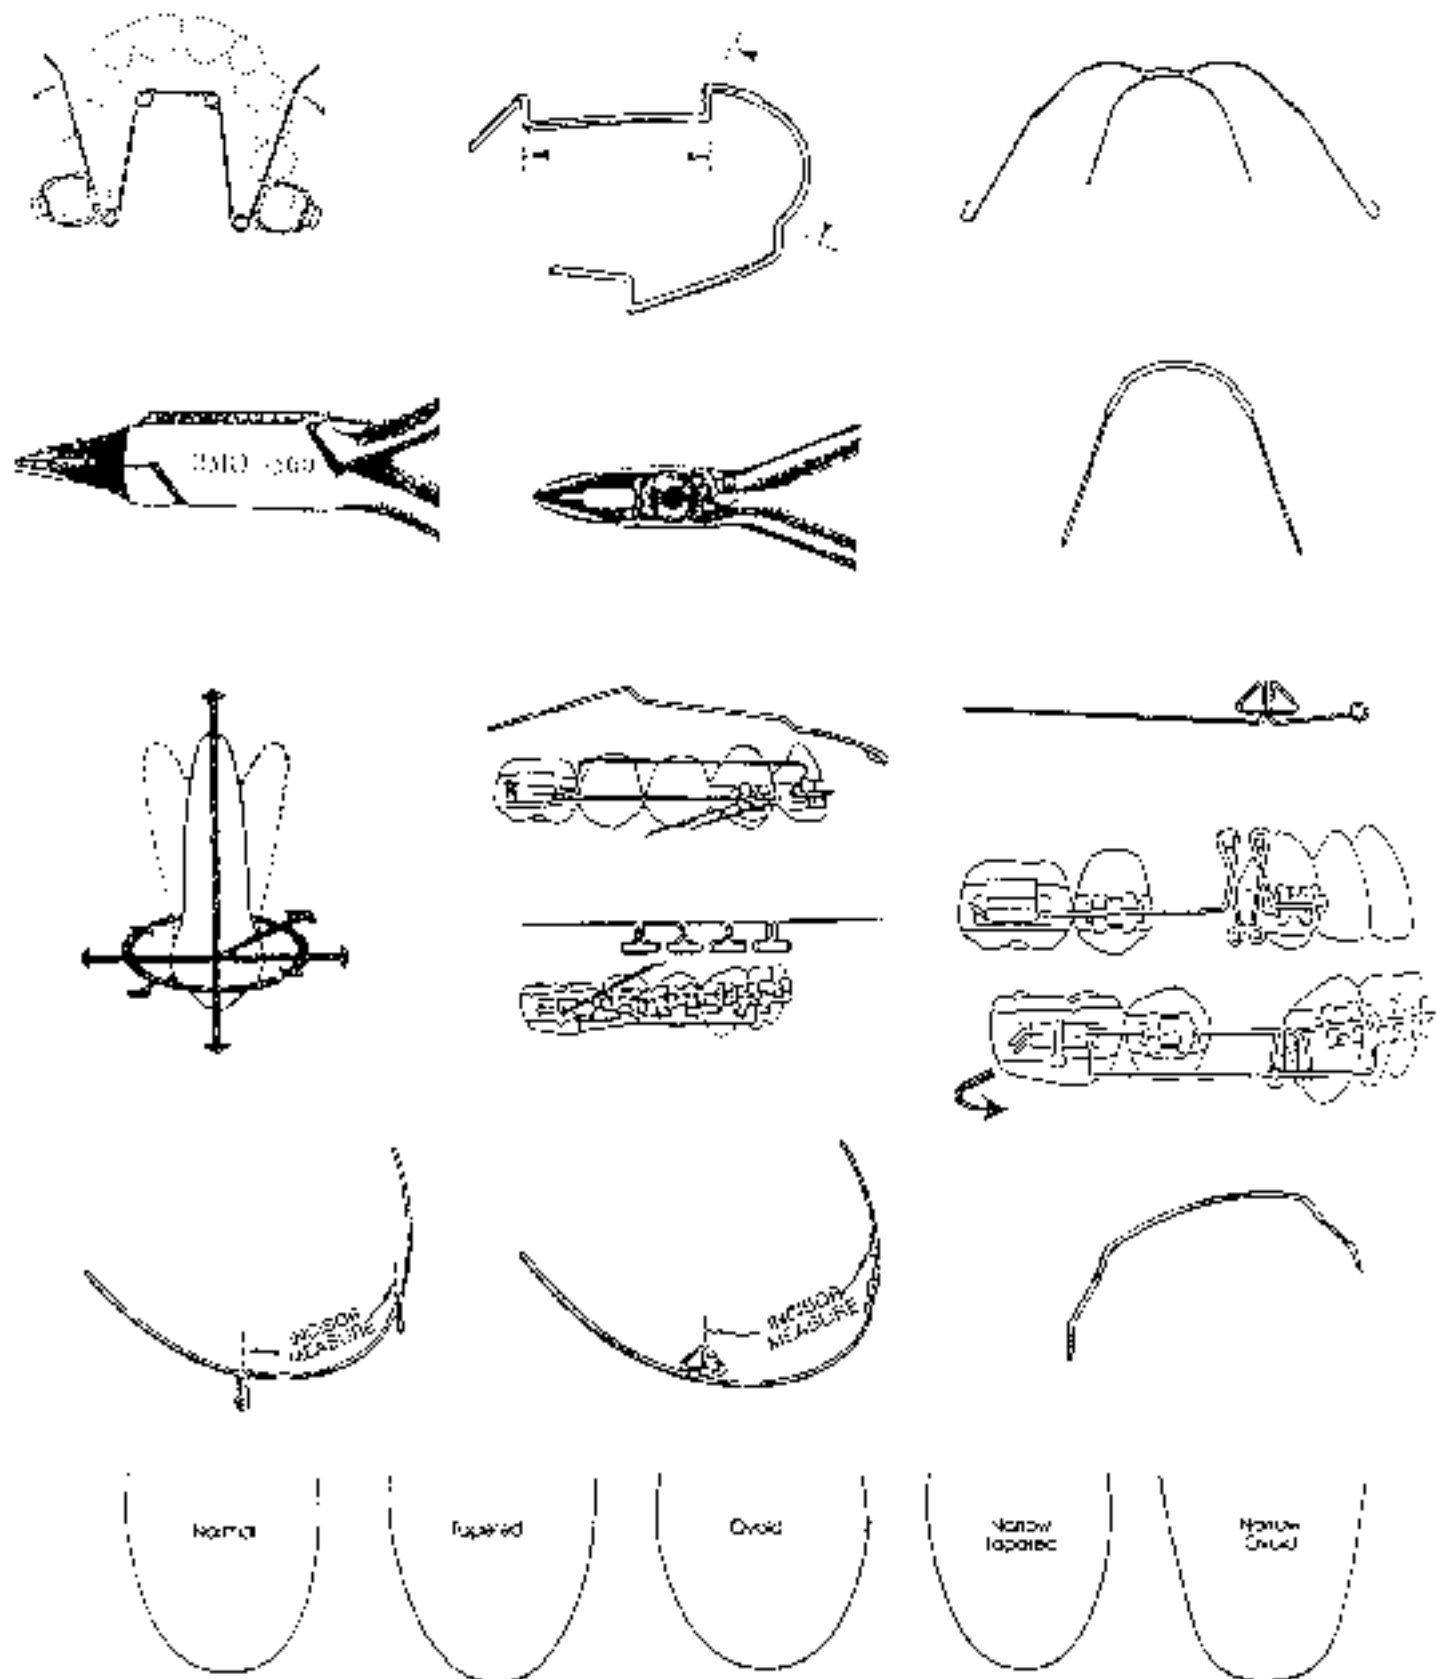 INCISOR
MEASURE
INCISOR
MEASURE
Normal
Tapered
Ovoid
Narrow
Tapered
Narrow
Ovoid